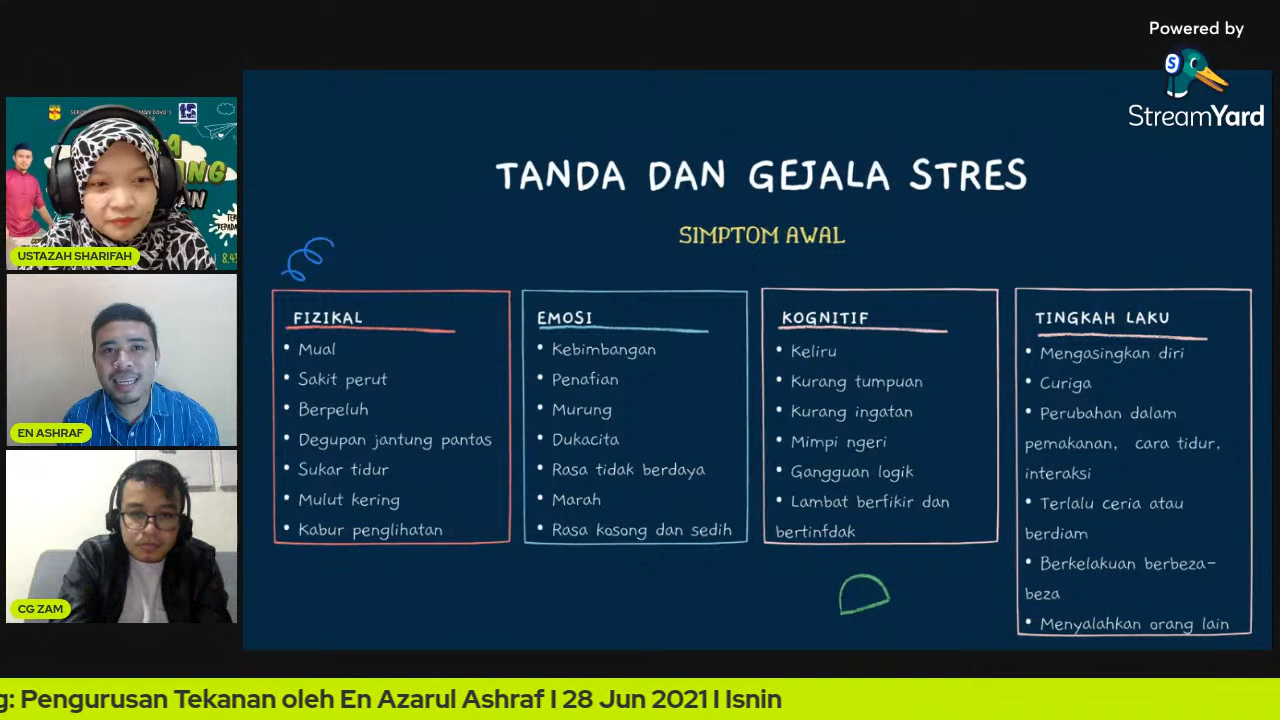 Powered by
StreamYard
USTAZAH SHARIFAH
EN ASHRAF
CG ZAM
TANDA DAN GEJALA STRES
SIMPTOM AWAL
FIZIKAL
• Mual
• Sakit perut
• Berpeluh
• Degupan jantung pantas
• Sukar tidur
• Mulut kering
• Kabur penglihatan
EMOSI
• Kebimbangan
• Penafian
• Murung
• Dukacita
• Rasa tidak berdaya
• Marah
• Rasa kosong dan sedih
KOGNITIF
• Keliru
• Kurang tumpuan
• Kurang ingatan
• Mimpi ngeri
• Gangguan logik
• Lambat berfikir dan
bertinfdak
TINGKAH LAKU
• Mengasingkan diri
• Curiga
• Perubahan dalam
pemakanan, cara tidur,
interaksi
• Terlalu ceria atau
berdiam
• Berkelakuan berbeza-
beza
• Menyalahkan orang lain
g: Pengurusan Tekanan oleh En Azarul Ashraf I 28 Jun 2021 I Isnin